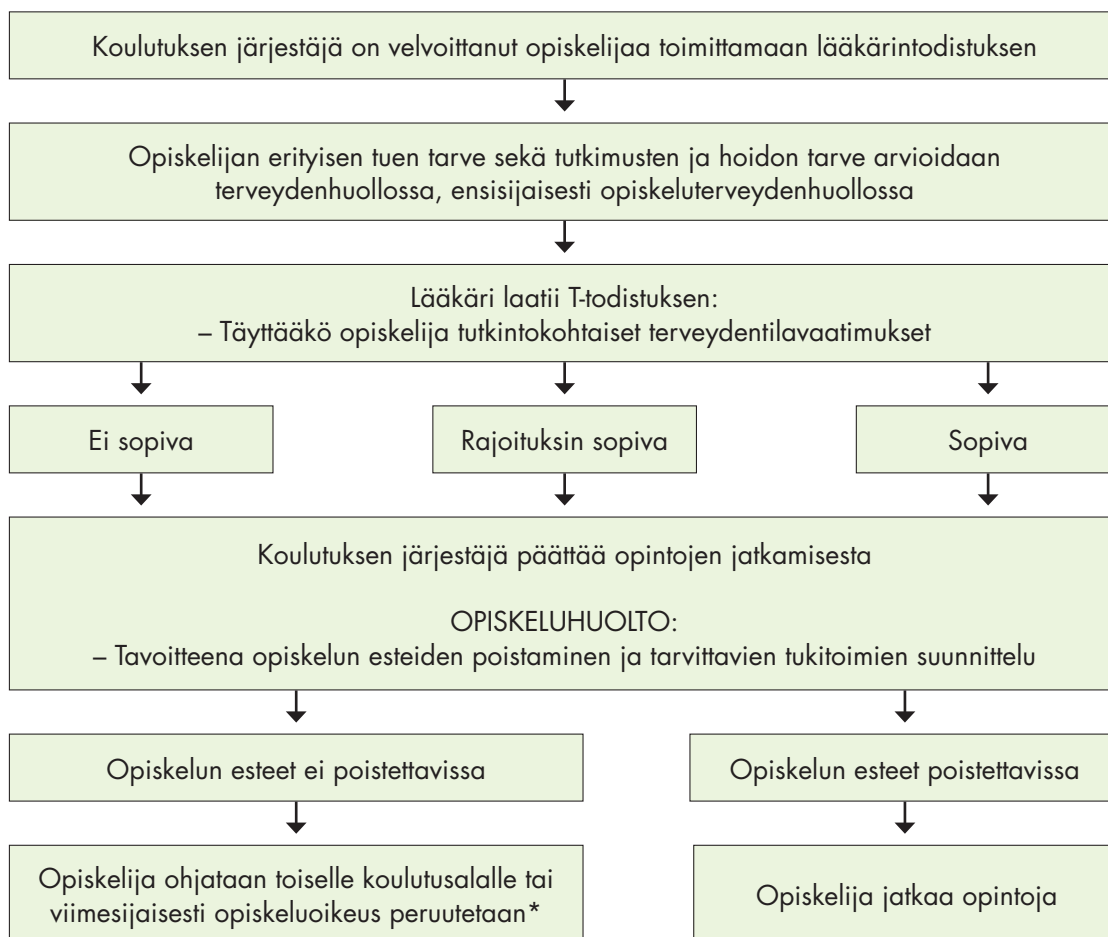 Koulutuksen järjestäjä on velvoittanut opiskelijaa toimittamaan lääkärintodistuksen
Opiskelijan erityisen tuen tarve sekä tutkimusten ja hoidon tarve arvioidaan
terveydenhuollossa, ensisijaisesti opiskeluterveydenhuollossa
Lääkäri laatii T-todistuksen:
– Täyttääkö opiskelija tutkintokohtaiset terveydentilavaatimukset
Ei sopiva
Rajoituksin sopiva
Sopiva
Koulutuksen järjestäjä päättää opintojen jatkamisesta
OPISKELUHUOLTO:
– Tavoitteena opiskelun esteiden poistaminen ja tarvittavien tukitoimien suunnittelu
Opiskelun esteet ei poistettavissa
Opiskelun esteet poistettavissa
Opiskelija ohjataan toiselle koulutusalalle tai
viimesijaisesti opiskeluoikeus peruutetaan*
Opiskelija jatkaa opintoja